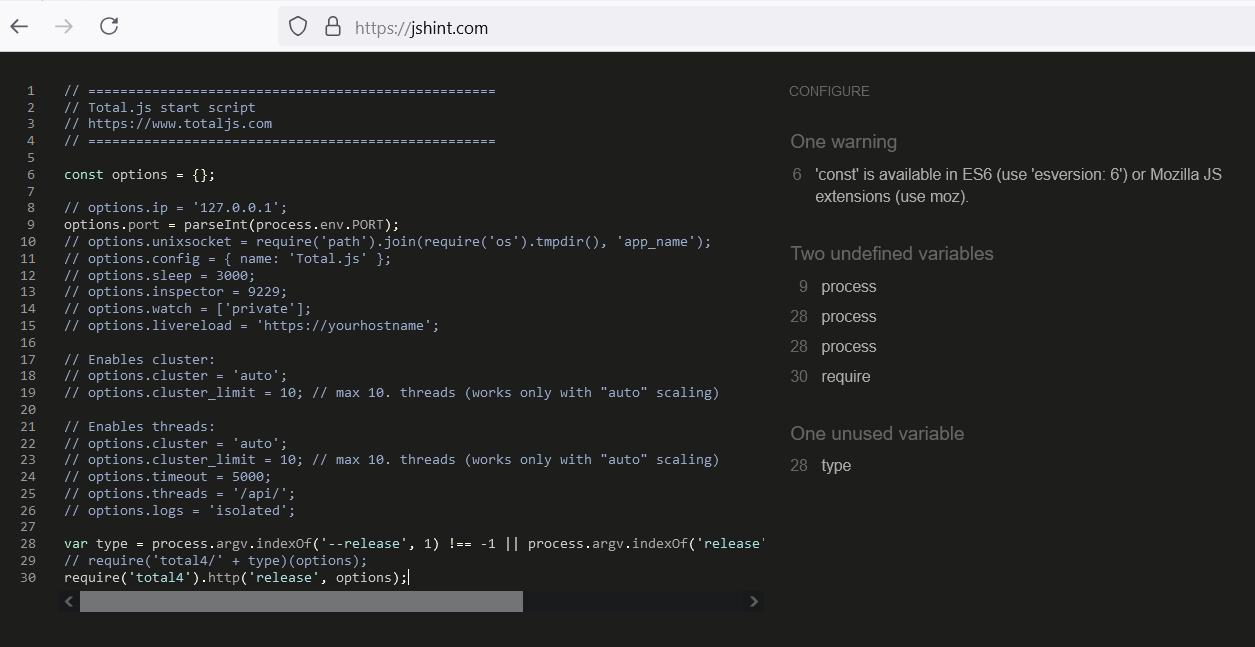 https://jshint.com
1 // ===================================================
2 // Total.js start script
3 // https://www.totaljs.com
4 // ===================================================
5
6 const options = {};
7
8 // options.ip = '127.0.0.1';
9 options.port = parseInt(process.env.PORT);
10 // options.unixsocket = require('path').join(require('os').tmpdir(), 'app_name');
11 // options.config = { name: 'Total.js' };
12 // options.sleep = 3000;
13 // options.inspector = 9229;
14 // options.watch = ['private'];
15 // options.livereload = 'https://yourhostname';
16
17 // Enables cluster:
18 // options.cluster = 'auto';
19 // options.cluster_limit = 10; // max 10. threads (works only with "auto" scaling)
20
21 // Enables threads:
22 // options.cluster = 'auto';
23 // options.cluster_limit = 10; // max 10. threads (works only with "auto" scaling)
24 // options.timeout = 5000;
25 // options.threads = '/api/';
26 // options.logs = 'isolated';
27
28 var type = process.argv.indexOf('--release', 1) !== -1 || process.argv.indexOf('release'
29 // require('total4/' + type)(options);
30 require('total4').http('release', options);
CONFIGURE
One warning
6 'const' is available in ES6 (use 'esversion: 6') or Mozilla JS
extensions (use moz).
Two undefined variables
9 process
28 process
28 process
30 require
One unused variable
28 type